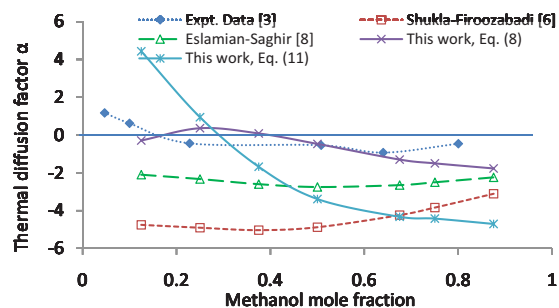 Expt. Data [3]
Shukla-Firoozabadi [6]
Eslamian-Saghir [8]
This work, Eq. (8)
This work, Eq. (11)
Thermal diffusion factor α
6
4
2
0
-2
-4
-6
0
0.2
0.4
0.6
0.8
1
Methanol mole fraction